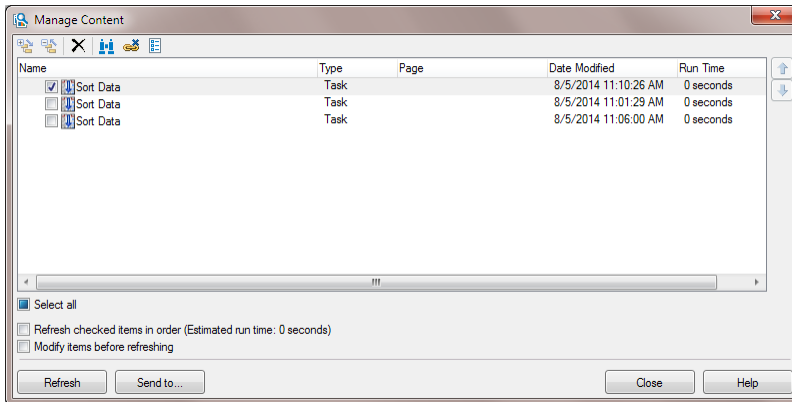 Manage Content
Name Type Page Date Modified Run Time
Sort Data Task 8/5/2014 11:10:26 AM 0 seconds
Sort Data Task 8/5/2014 11:01:29 AM 0 seconds
Sort Data Task 8/5/2014 11:06:00 AM 0 seconds
Select all
Refresh checked items in order (Estimated run time: 0 seconds)
Modify items before refreshing
Refresh Send to... Close Help